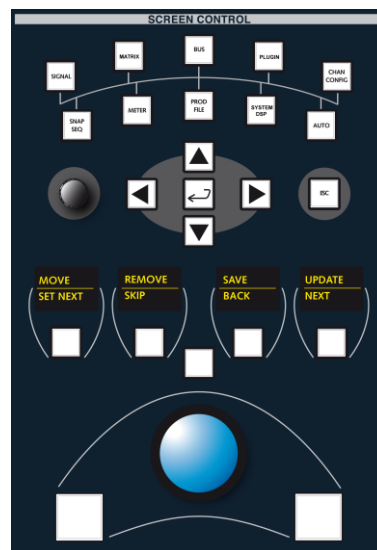 SCREEN CONTROL
BUS
MATRIX
PLUGIN
SIGNAL
CHAN
CONFIG
SNAP
SEQ
METER
PROD
FILE
SYSTEM
DSP
AUTO
ESC
MOVE
SET NEXT
REMOVE
SKIP
SAVE
BACK
UPDATE
NEXT